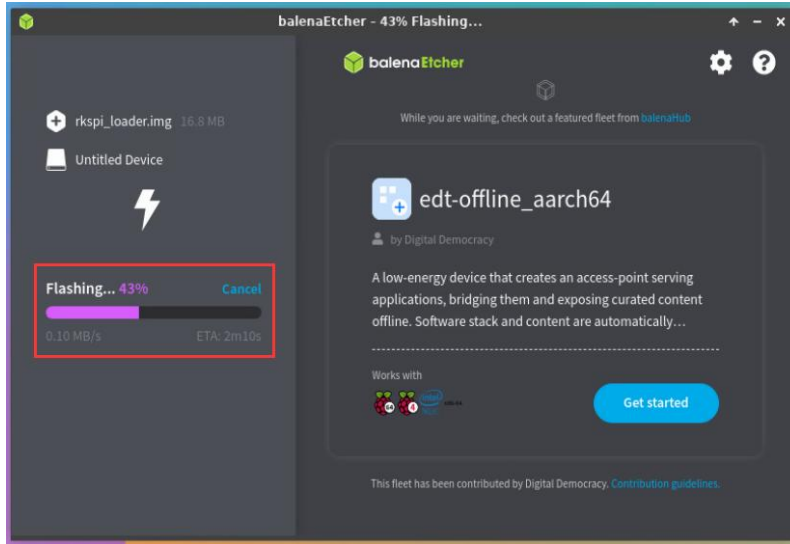 balenaEtcher - 43% Flashing...
balenaEtcher
rkspi_loader.img 16.8 MB
While you are waiting, check out a featured fleet from balenaHub
Untitled Device
edt-offline_aarch64
by Digital Democracy
Flashing... 43% Cancel
0.10 MB/s ETA: 2m10s
A low-energy device that creates an access-point serving
applications, bridging them and exposing curated content
offline. Software stack and content are automatically...
Works with
64 4 intel
Get started
This fleet has been contributed by Digital Democracy. Contribution guidelines.